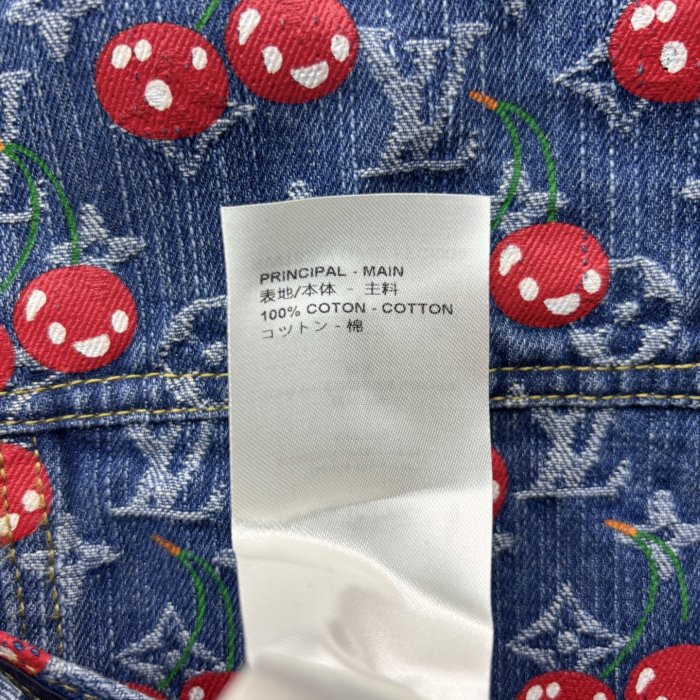 PRINCIPAL - MAIN
表地/本体 - 主料
100% COTON - COTTON
コットン - 棉